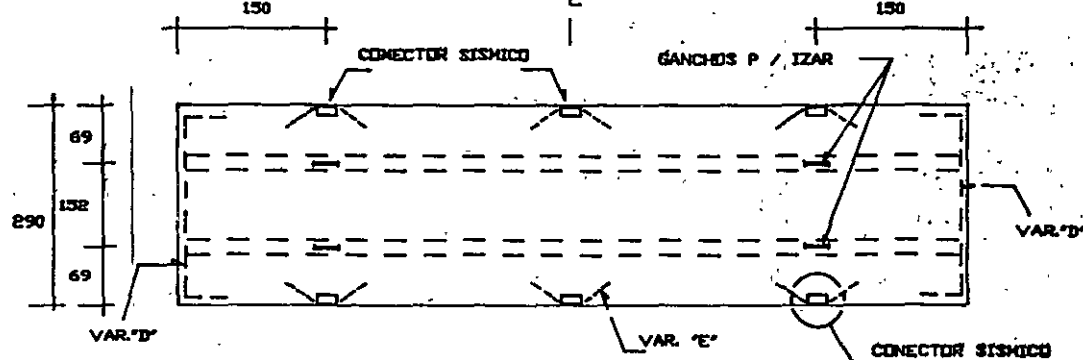 150
150
CONECTOR SISMICO
GANCHOS P / IZAR
69
290
152
69
VAR."D"
VAR."D"
VAR. "E"
CONECTOR SISMICO